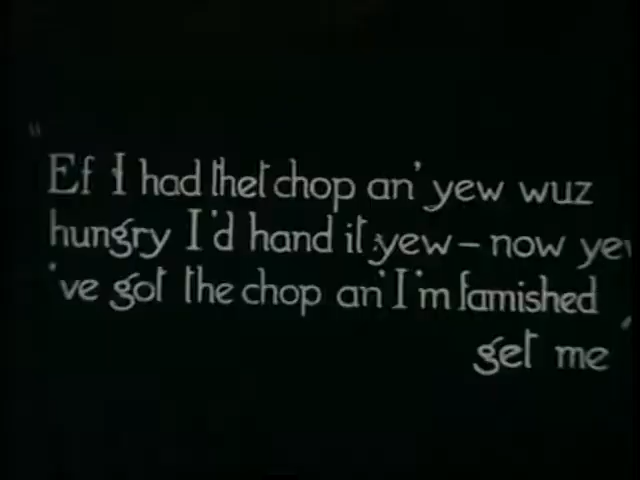 "
Ef I had thet chop an' yew wuz
hungry I'd hand it yew — now yew
've got the chop an' I'm famished,
get me